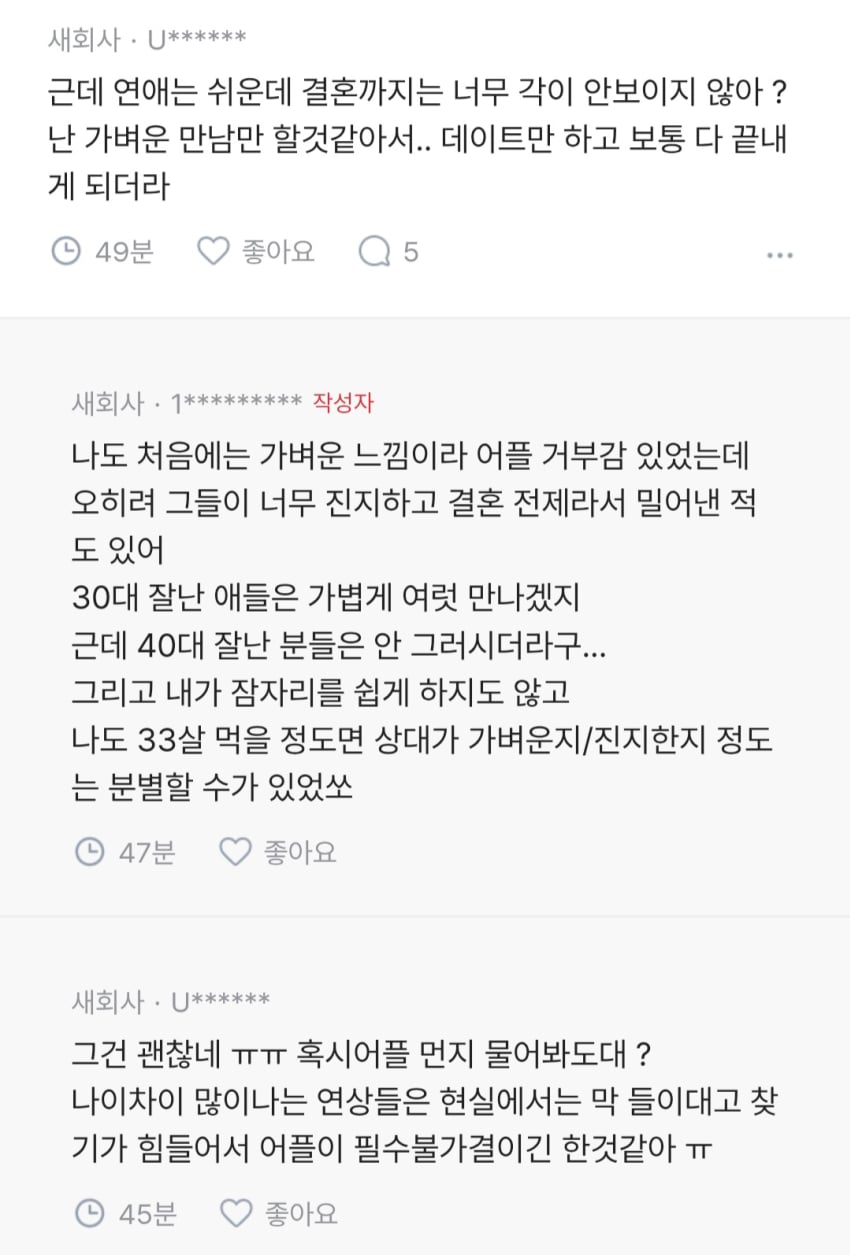 새회사 · U******
근데 연애는 쉬운데 결혼까지는 너무 각이 안보이지 않아 ?
난 가벼운 만남만 할것같아서.. 데이트만 하고 보통 다 끝내
게 되더라
49분 좋아요 5
새회사 · 1********* 작성자
나도 처음에는 가벼운 느낌이라 어플 거부감 있었는데
오히려 그들이 너무 진지하고 결혼 전제라서 밀어낸 적
도 있어
30대 잘난 애들은 가볍게 여럿 만나겠지
근데 40대 잘난 분들은 안 그러시더라구...
그리고 내가 잠자리를 쉽게 하지도 않고
나도 33살 먹을 정도면 상대가 가벼운지/진지한지 정도
는 분별할 수가 있었쏘
47분 좋아요
새회사 · U******
그건 괜찮네 ㅠㅠ 혹시어플 먼지 물어봐도대 ?
나이차이 많이나는 연상들은 현실에서는 막 들이대고 찾
기가 힘들어서 어플이 필수불가결이긴 한것같아 ㅠ
45분 좋아요